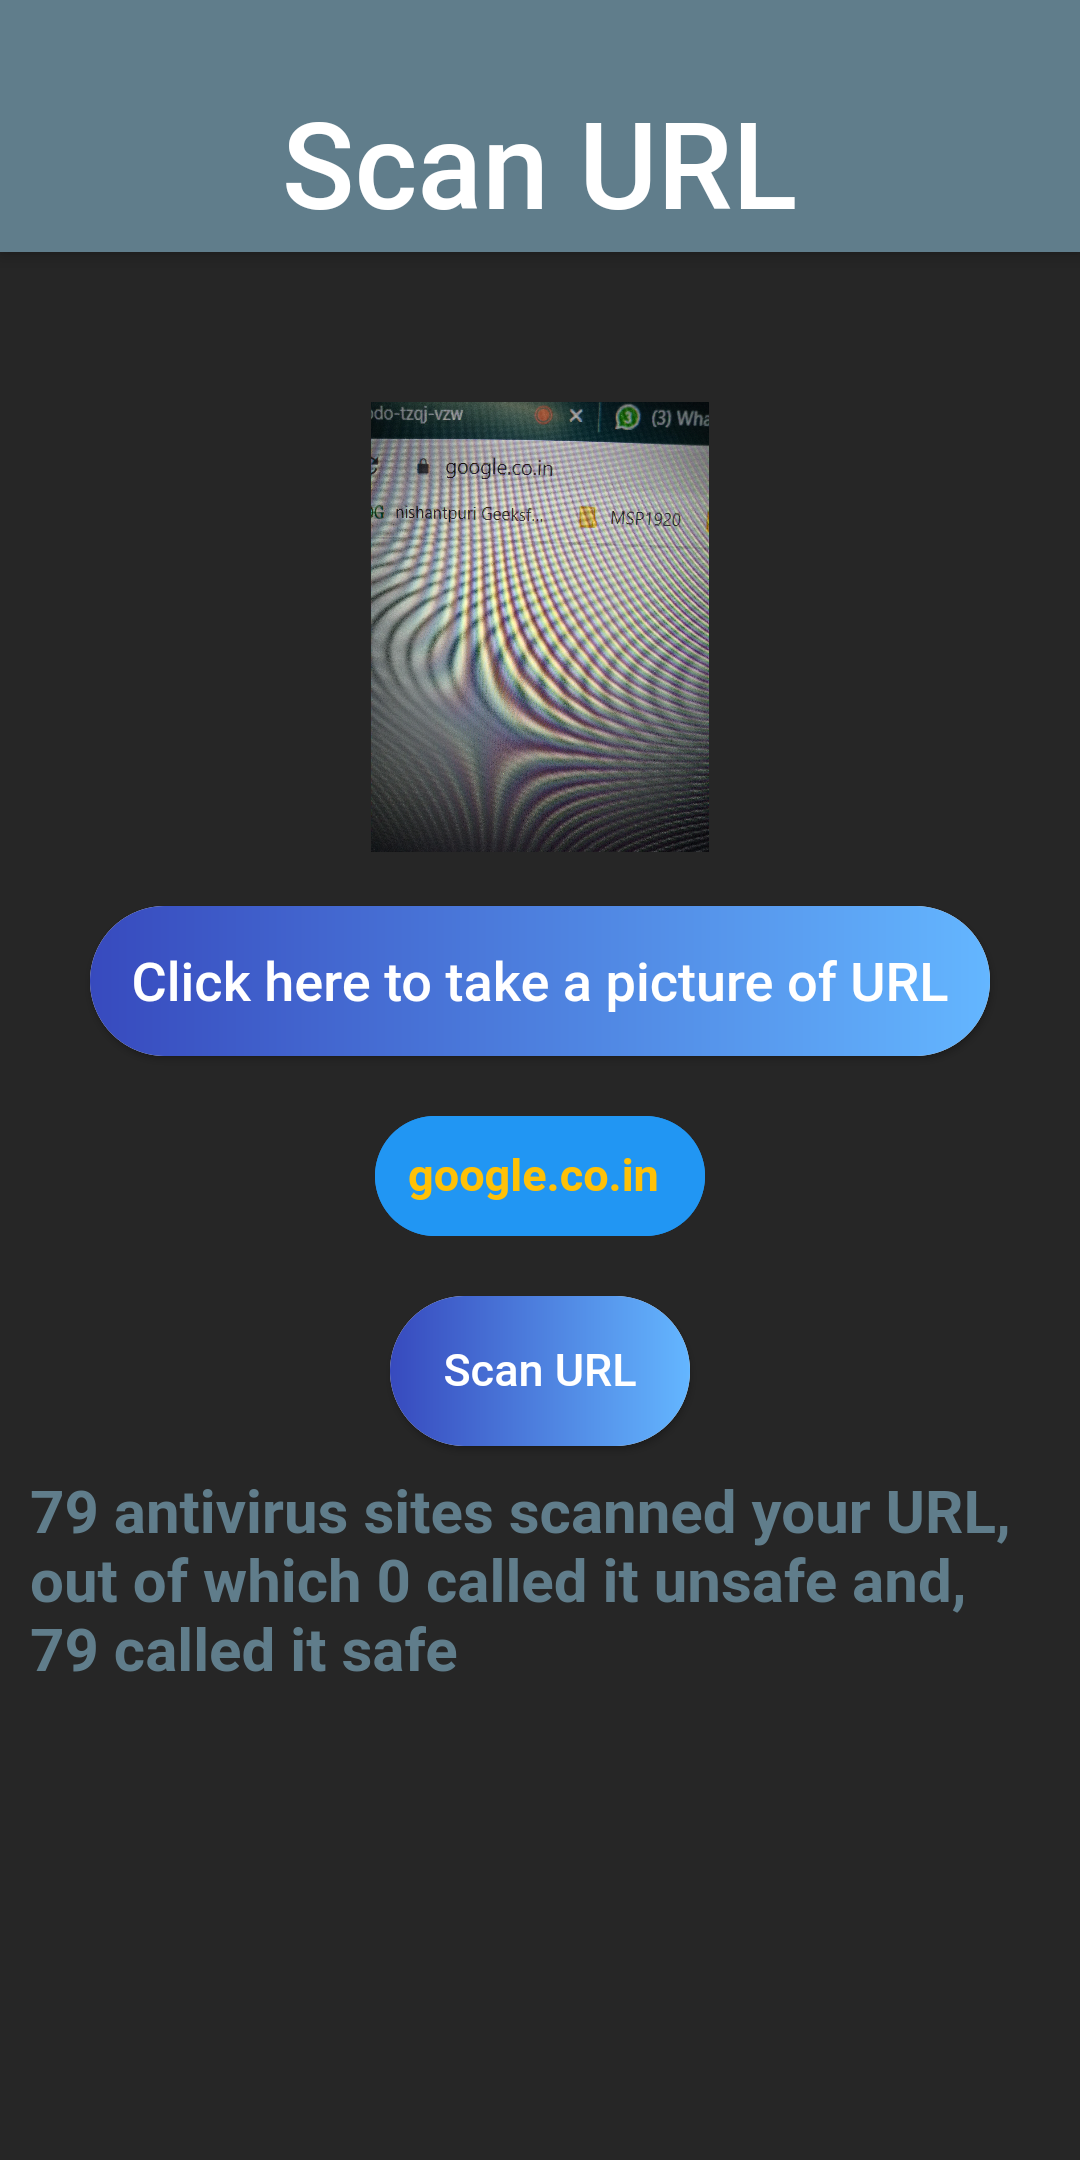 Scan URL
odo-tzqj-vzw
(3) Wha
google.co.in
G nishantpuri Geeksf...
MSP1920
Click here to take a picture of URL
google.co.in
Scan URL
79 antivirus sites scanned your URL,
out of which 0 called it unsafe and,
79 called it safe